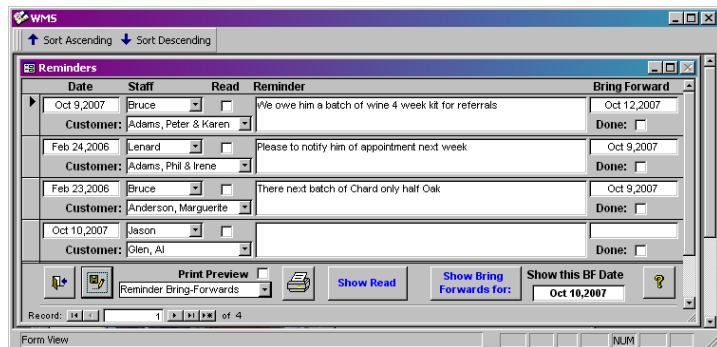 WMS
Sort Ascending Sort Descending
Reminders
Date Staff Read Reminder Bring Forward
Oct 9,2007 Bruce We owe him a batch of wine 4 week kit for referrals Oct 12,2007
Customer: Adams, Peter & Karen Done:
Feb 24,2006 Lenard Please to notify him of appointment next week Oct 9,2007
Customer: Adams, Phil & Irene Done:
Feb 23,2006 Bruce There next batch of Chard only half Oak Oct 9,2007
Customer: Anderson, Marguerite Done:
Oct 10,2007 Jason
Customer: Glen, Al Done:
Print Preview Show Read Show Bring Forwards for: Show this BF Date
Reminder Bring-Forwards Oct 10,2007 ?
Record: 1 of 4
Form View NUM